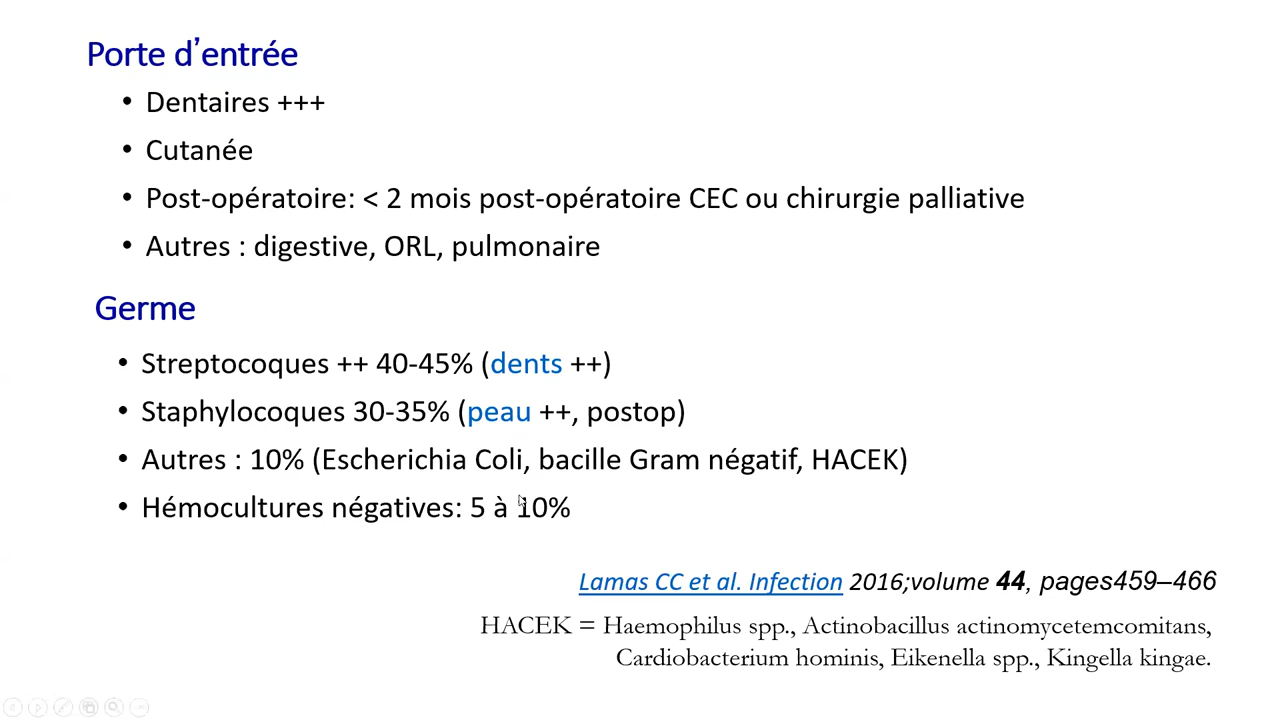 Porte d'entrée
• Dentaires +++
• Cutanée
• Post-opératoire: < 2 mois post-opératoire CEC ou chirurgie palliative
• Autres : digestive, ORL, pulmonaire
Germe
• Streptocoques ++ 40-45% (dents ++)
• Staphylocoques 30-35% (peau ++, postop)
• Autres : 10% (Escherichia Coli, bacille Gram négatif, HACEK)
• Hémocultures négatives: 5 à 10%
Lamas CC et al. Infection 2016;volume 44, pages459–466
HACEK = Haemophilus spp., Actinobacillus actinomycetemcomitans,
Cardiobacterium hominis, Eikenella spp., Kingella kingae.